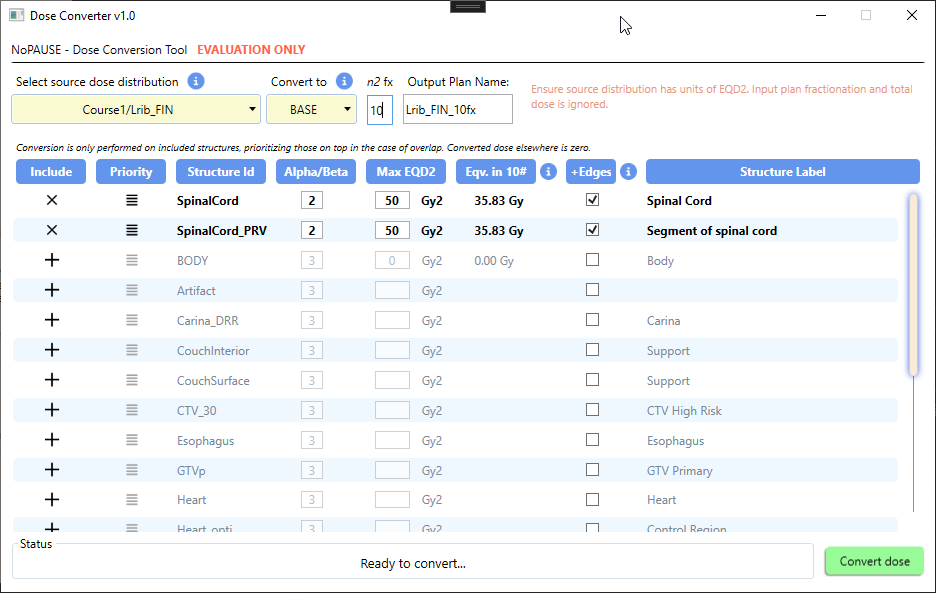 Dose Converter v1.0
NoPAUSE - Dose Conversion Tool EVALUATION ONLY
Select source dose distribution i Convert to i n2 fx Output Plan Name:
Course1/Lrib_FIN BASE 10 Lrib_FIN_10fx
Ensure source distribution has units of EQD2. Input plan fractionation and total
dose is ignored.
Conversion is only performed on included structures, prioritizing those on top in the case of overlap. Converted dose elsewhere is zero.
Include Priority Structure Id Alpha/Beta Max EQD2 Eqv. in 10# i +Edges i Structure Label
SpinalCord 2 50 Gy2 35.83 Gy Spinal Cord
SpinalCord_PRV 2 50 Gy2 35.83 Gy Segment of spinal cord
BODY 3 0 Gy2 0.00 Gy Body
Artifact 3 Gy2
Carina_DRR 3 Gy2 Carina
CouchInterior 3 Gy2 Support
CouchSurface 3 Gy2 Support
CTV_30 3 Gy2 CTV High Risk
Esophagus 3 Gy2 Esophagus
GTVp 3 Gy2 GTV Primary
Heart 3 Gy2 Heart
Heart_opti 3 Gy2 Control Region
Status
Ready to convert...
Convert dose